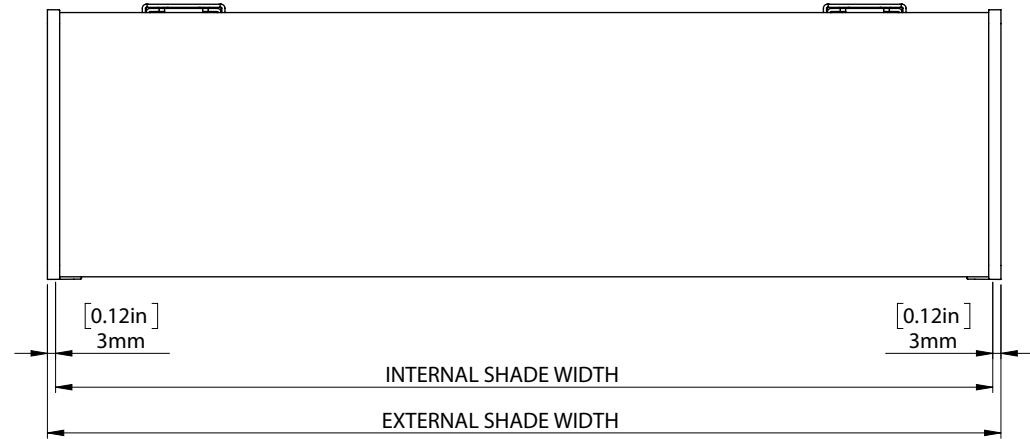 [0.12in]
3mm
[0.12in]
3mm
INTERNAL SHADE WIDTH
EXTERNAL SHADE WIDTH